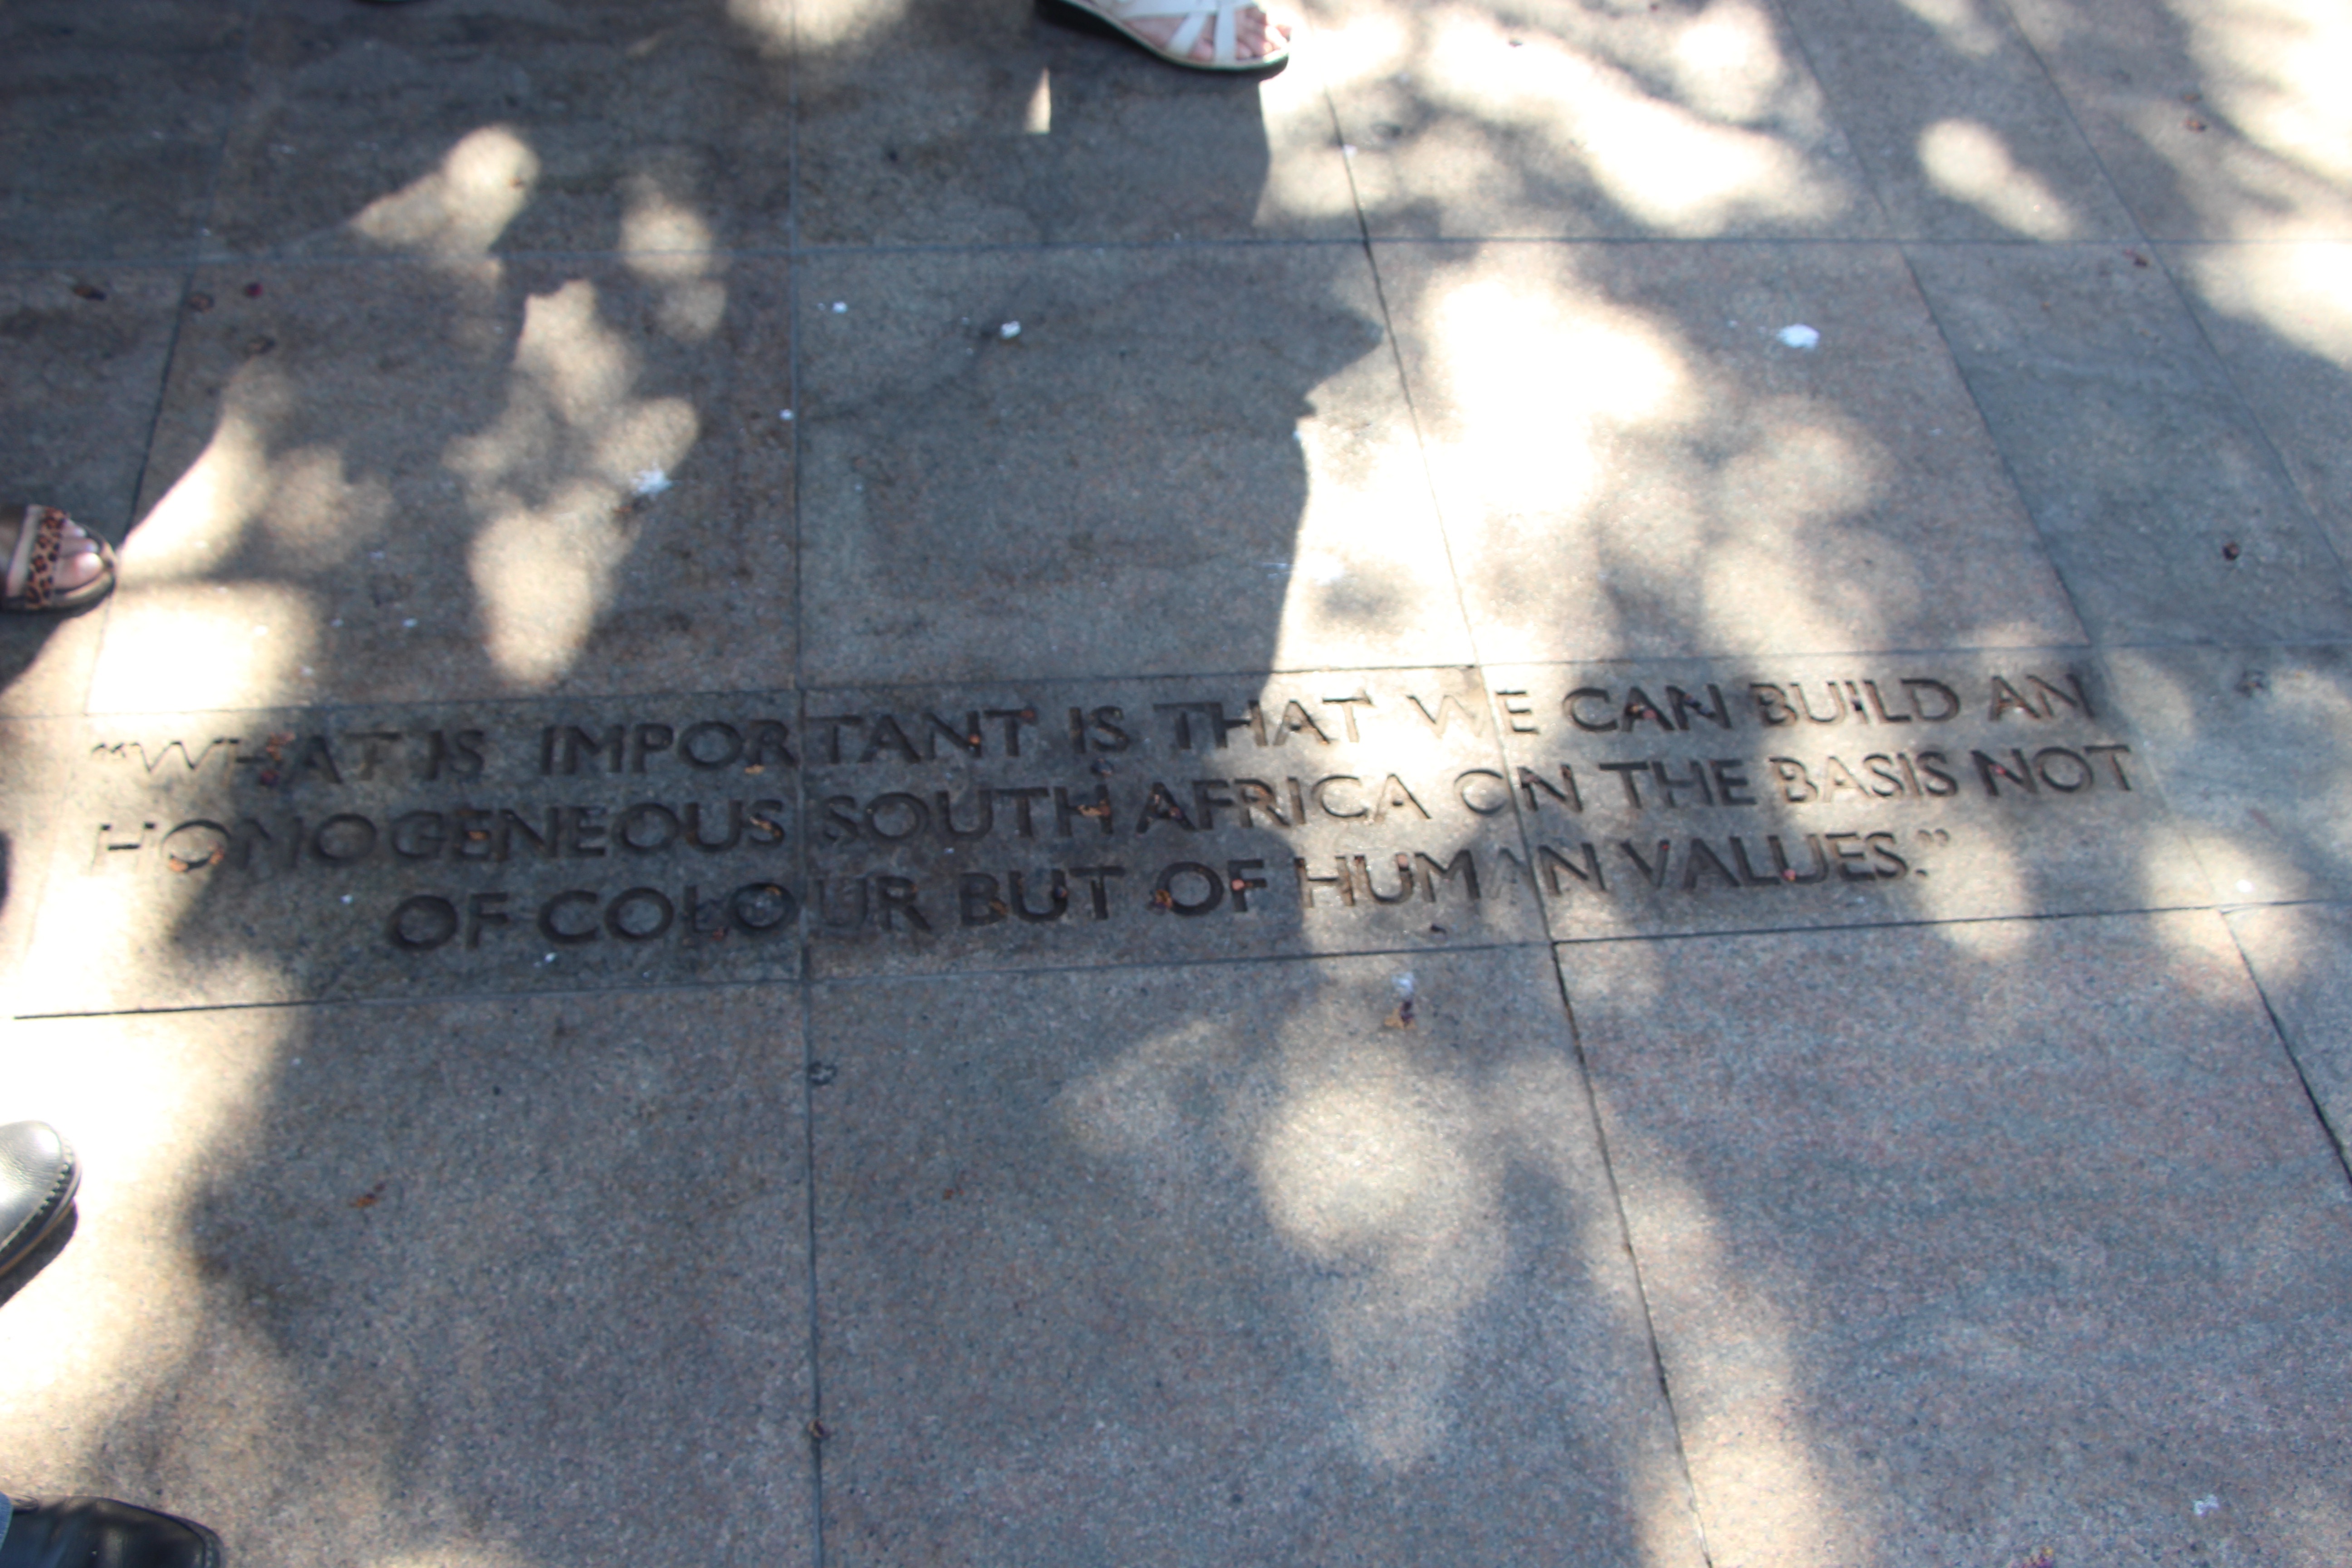 “WHAT IS IMPORTANT IS THAT WE CAN BUILD AN
HOMOGENEOUS SOUTH AFRICA ON THE BASIS NOT
OF COLOUR BUT OF HUMAN VALUES.”